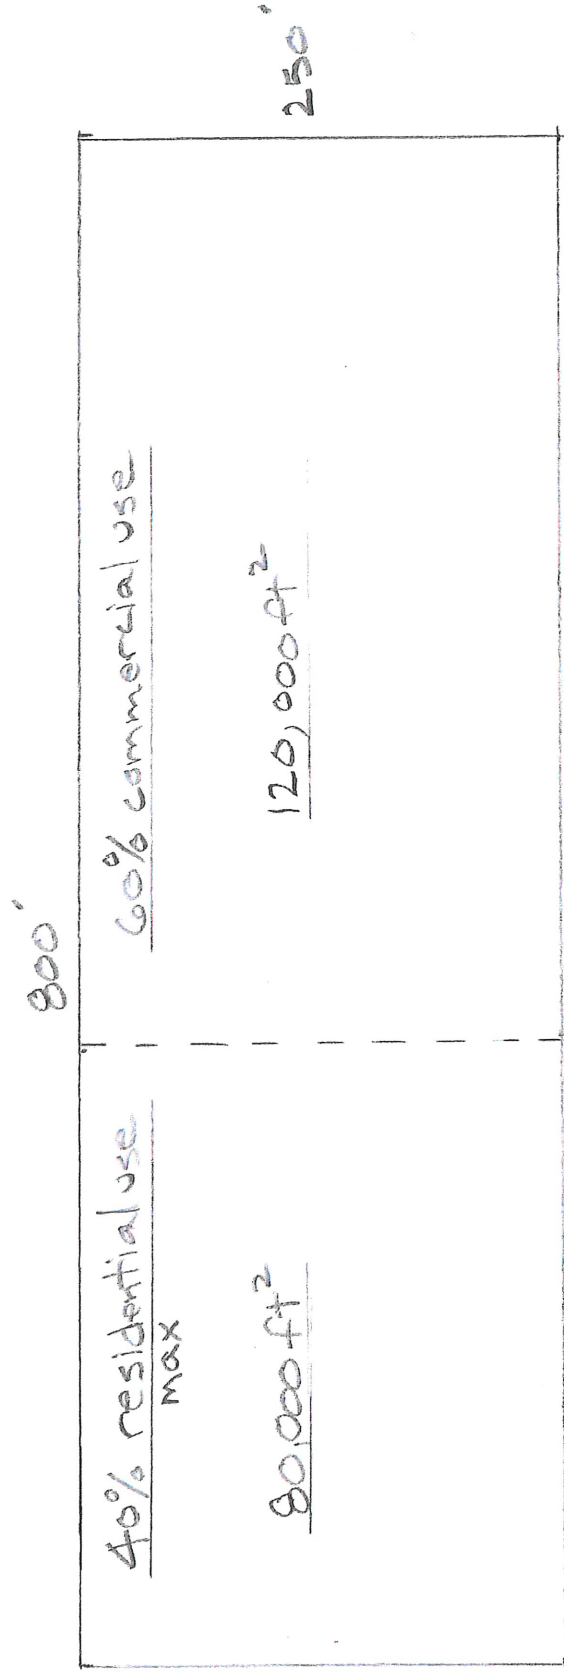 800'
250'
40% residential use
max
80,000 ft²
60% commercial use
120,000 ft²